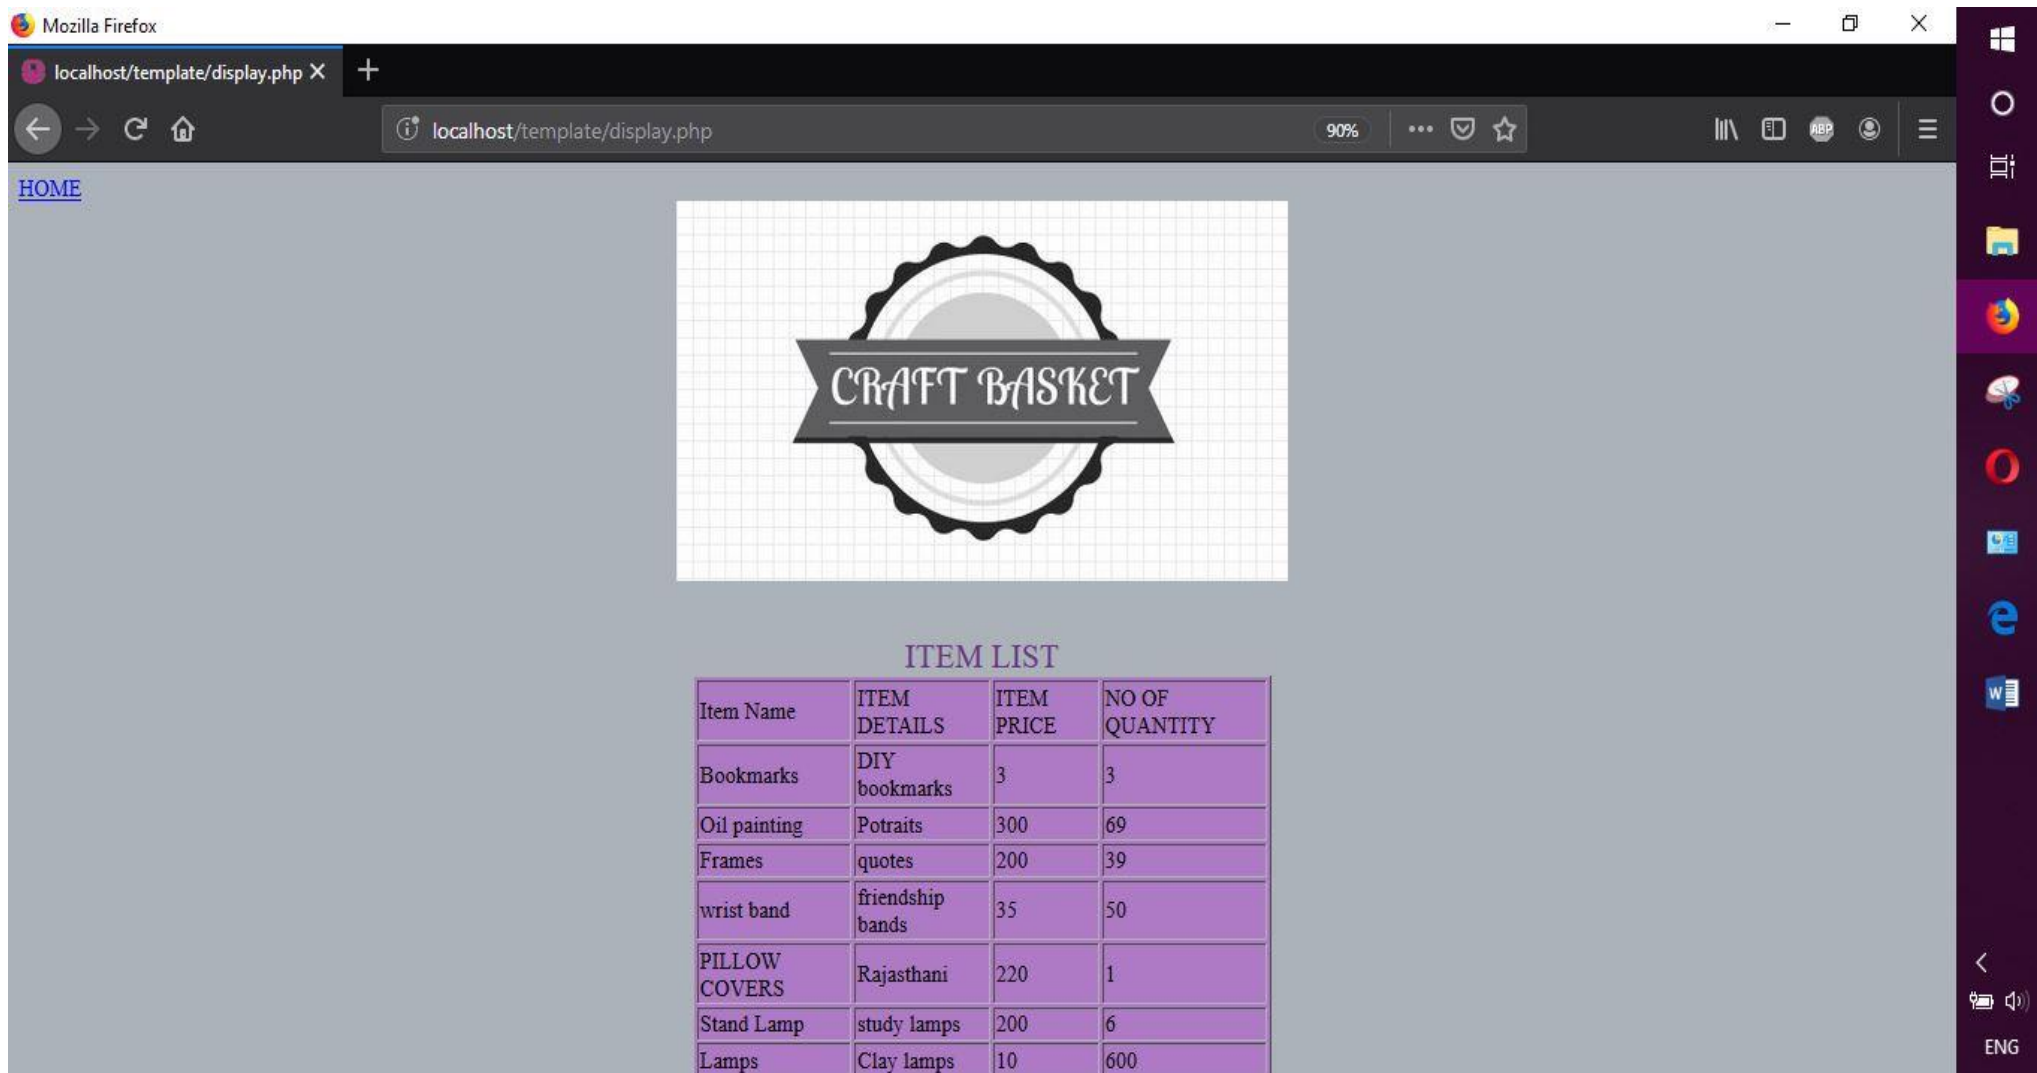 Mozilla Firefox
localhost/template/display.php
localhost/template/display.php
90%
ABP
HOME
CRAFT BASKET
ITEM LIST
Item Name ITEM DETAILS ITEM PRICE NO OF QUANTITY
Bookmarks DIY bookmarks 3 3
Oil painting Potraits 300 69
Frames quotes 200 39
wrist band friendship bands 35 50
PILLOW COVERS Rajasthani 220 1
Stand Lamp study lamps 200 6
Lamps Clay lamps 10 600
ENG